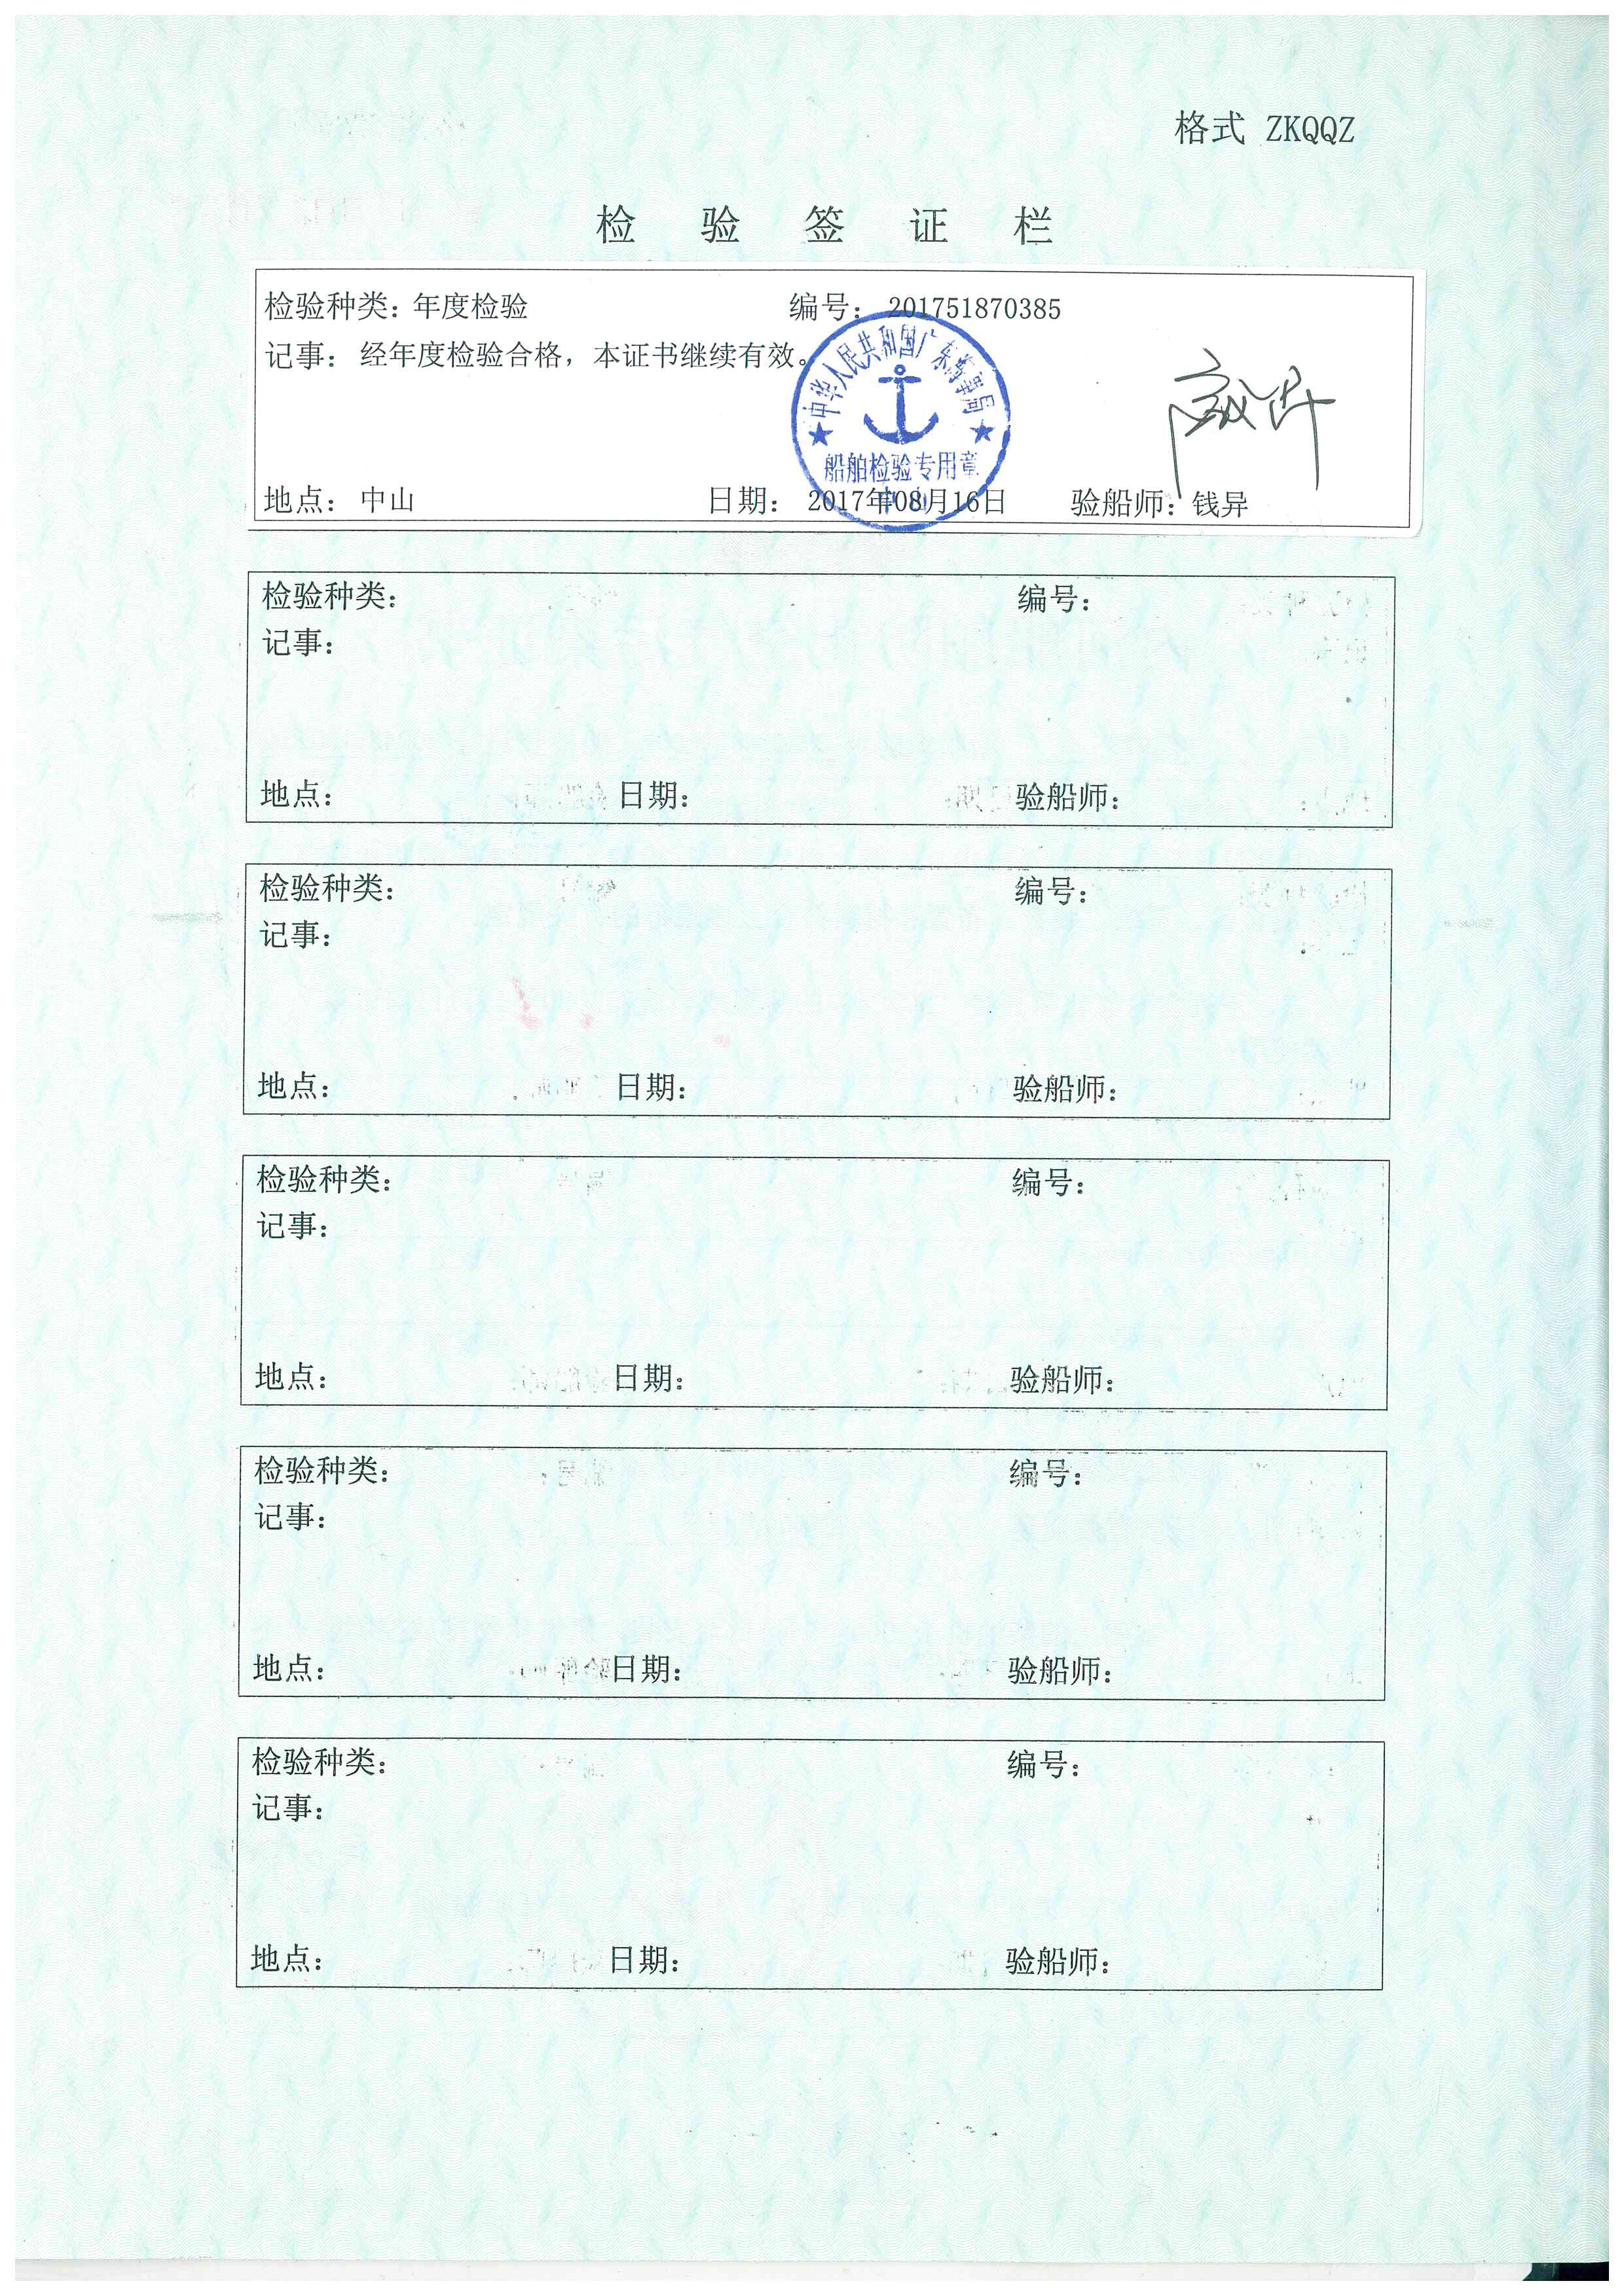 格式 ZKQQZ
检 验 签 证 栏
检验种类：年度检验 编号：201751870385
记事：经年度检验合格，本证书继续有效。
中华人民共和国广东海事局
船舶检验专用章
中山
地点：中山 日期：2017年08月16日 验船师：钱异
检验种类： 编号：
记事：
地点： 日期： 验船师：
检验种类： 编号：
记事：
地点： 日期： 验船师：
检验种类： 编号：
记事：
地点： 日期： 验船师：
检验种类： 编号：
记事：
地点： 日期： 验船师：
检验种类： 编号：
记事：
地点： 日期： 验船师：